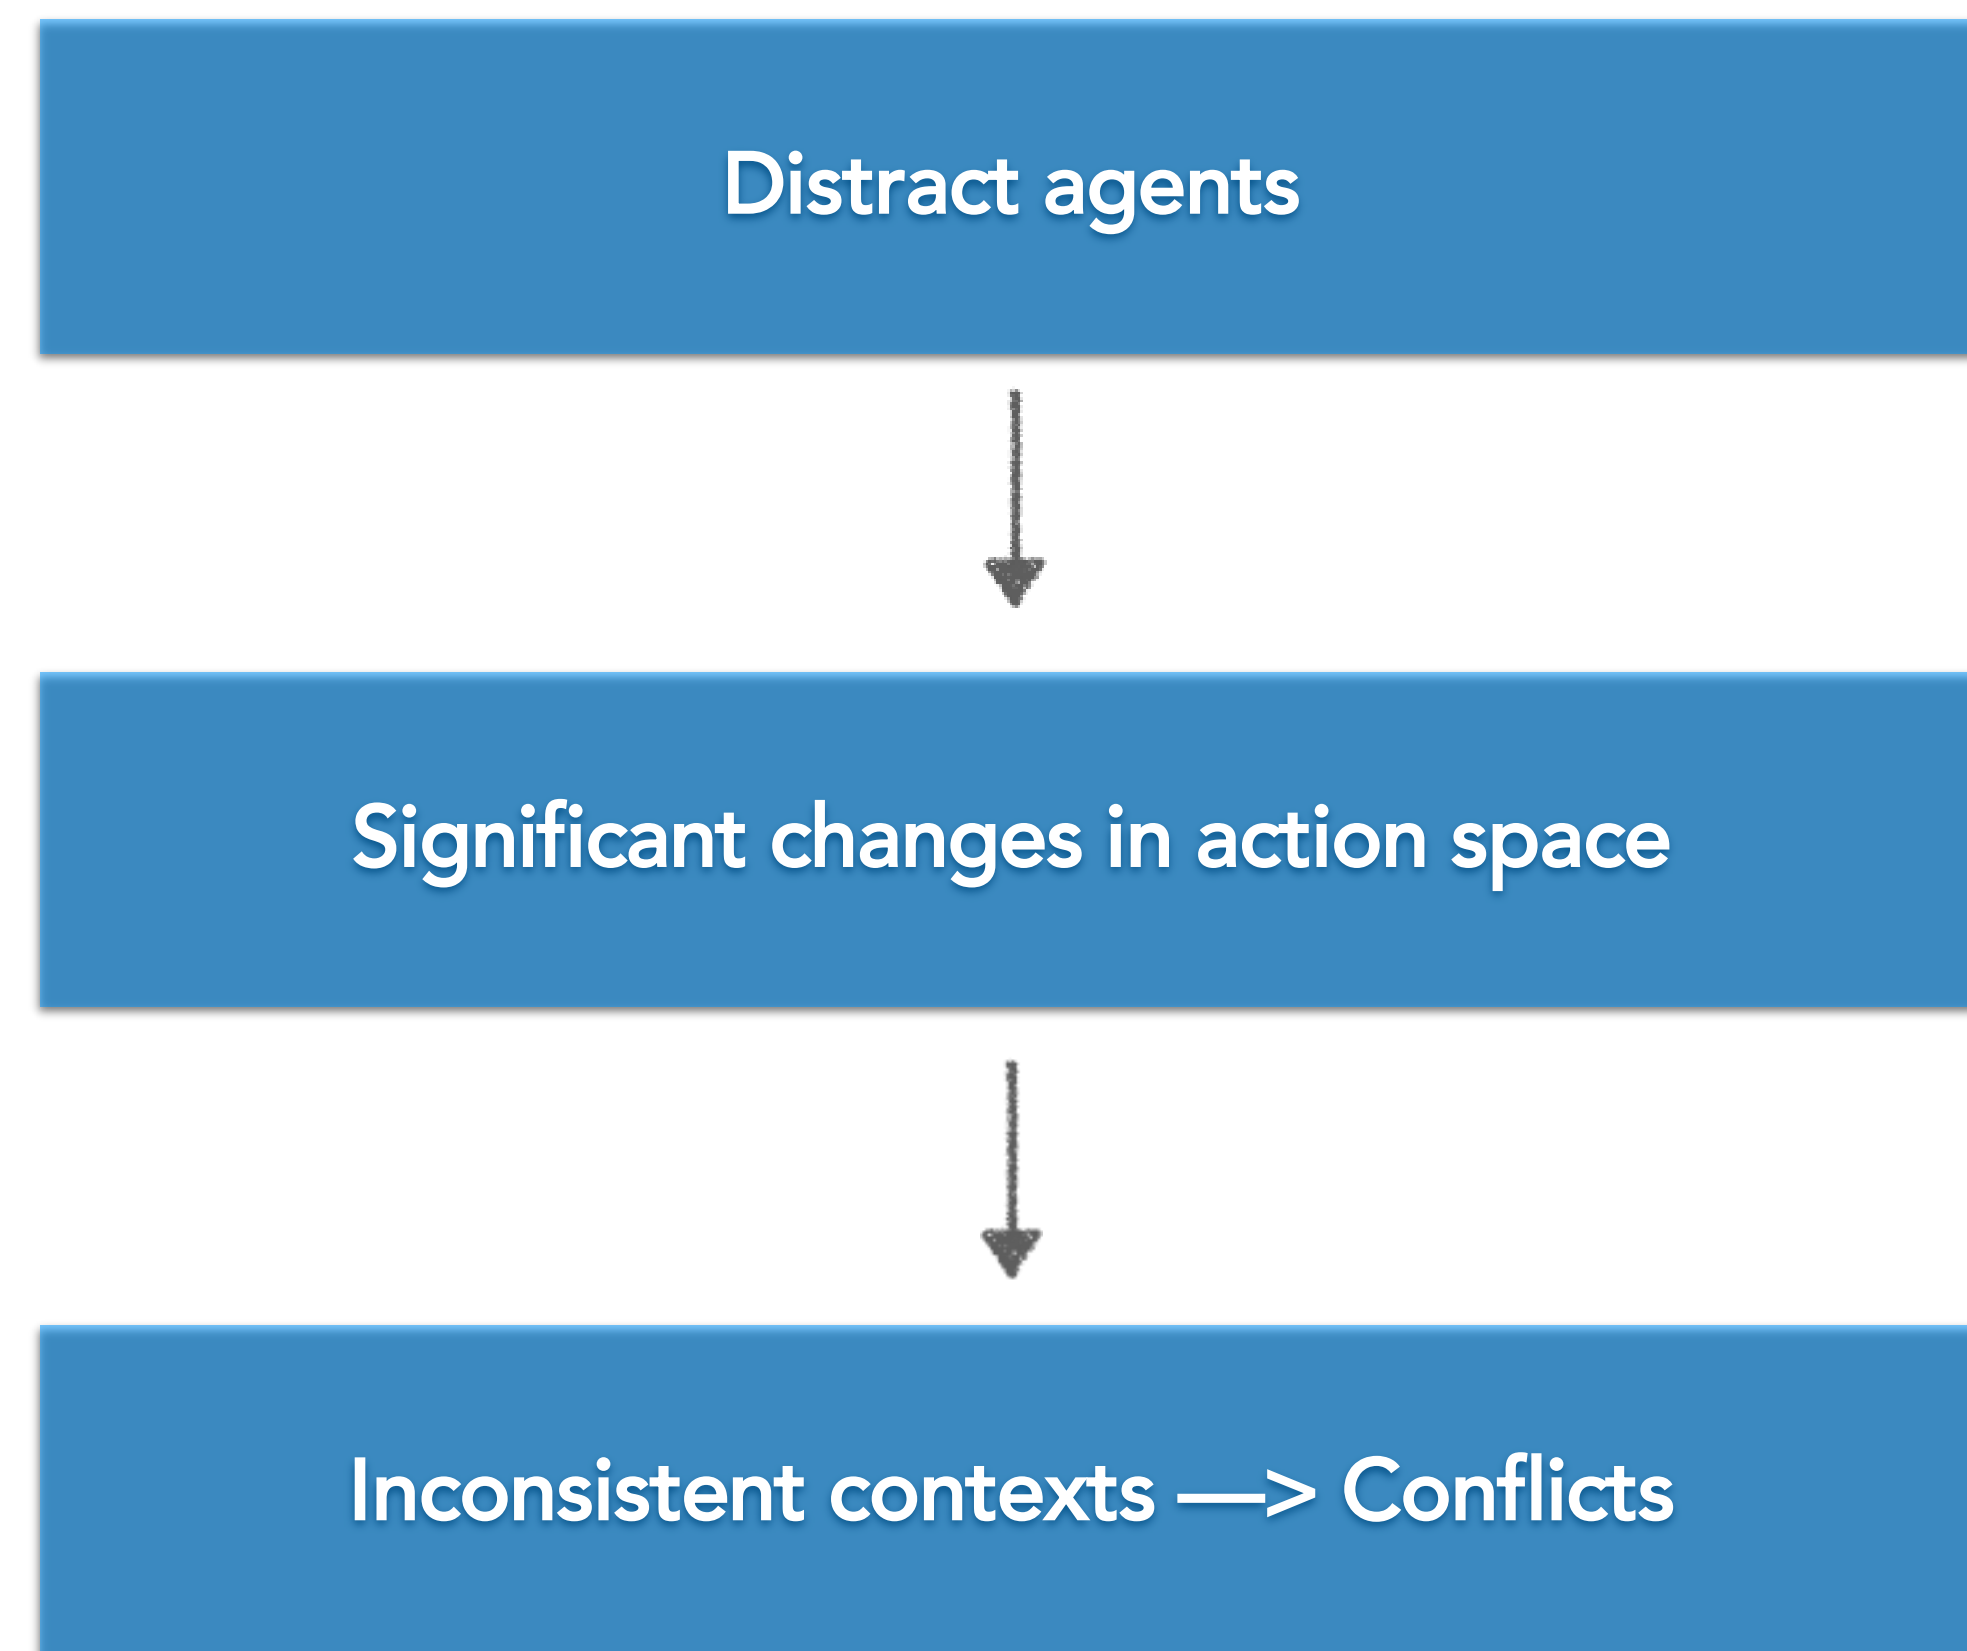 Distract agents
Significant changes in action space
Inconsistent contexts —> Conflicts